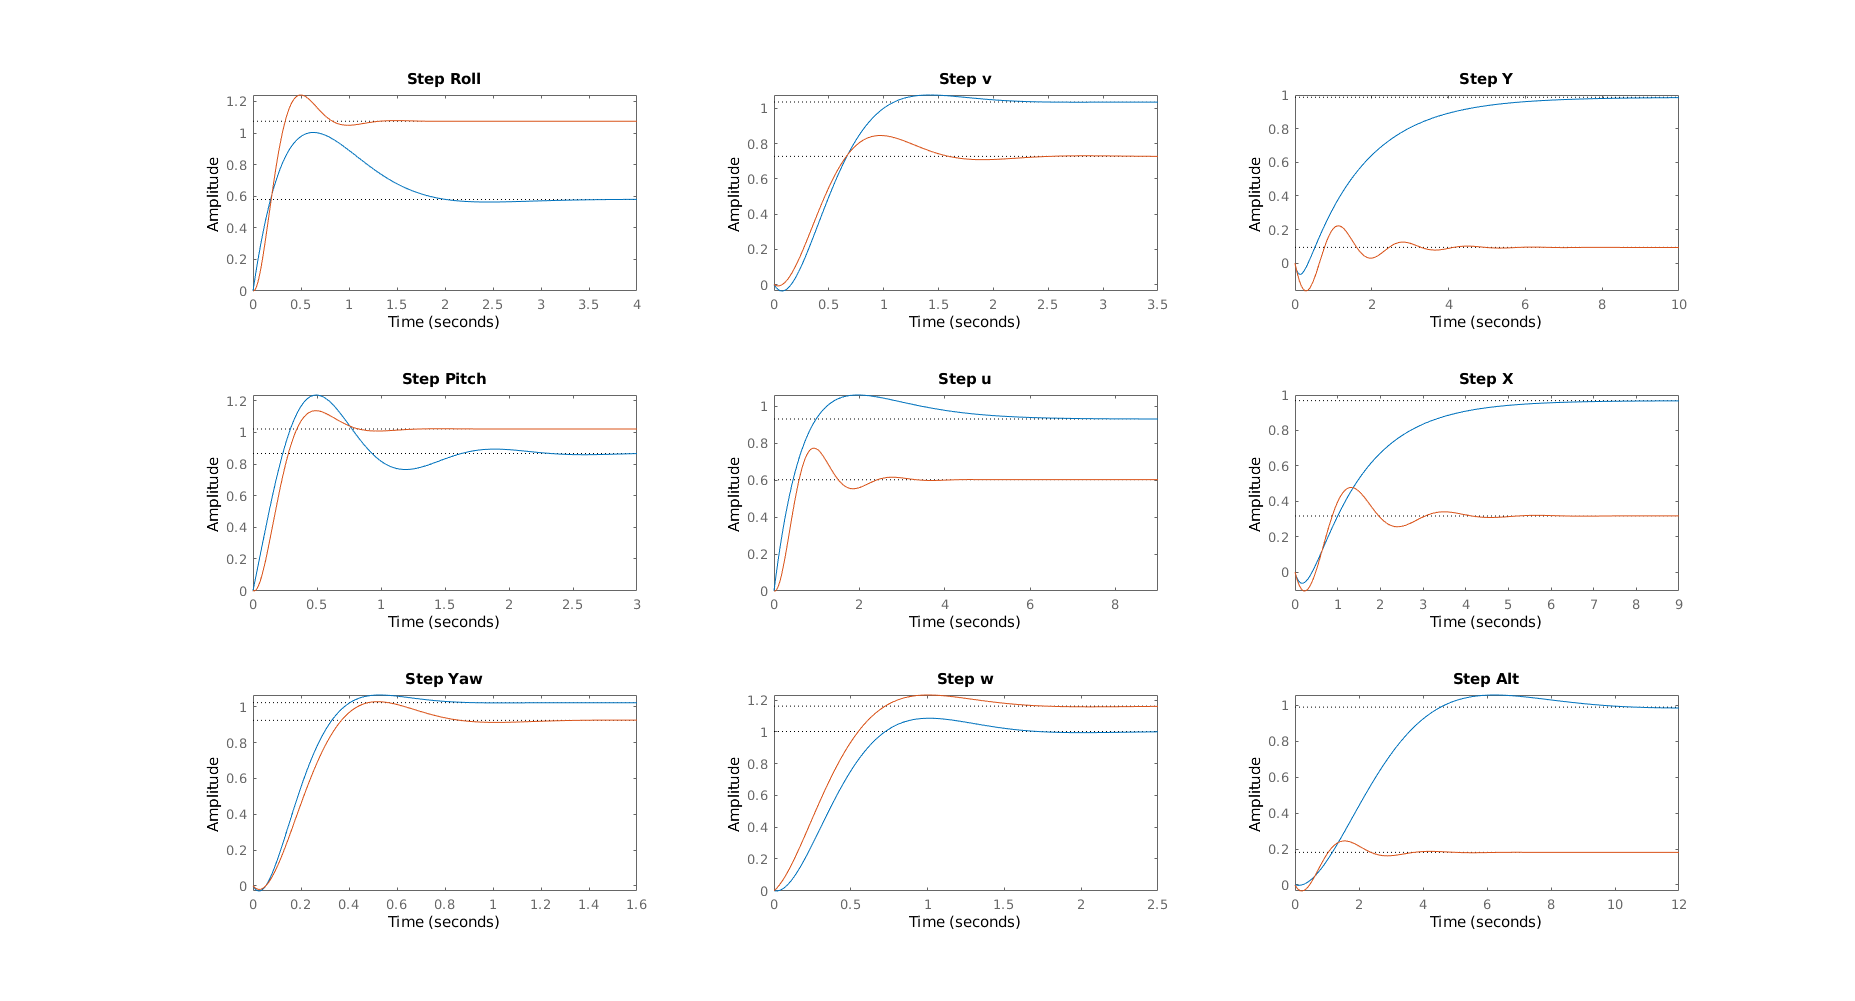 Step Roll
Amplitude
0
0.2
0.4
0.6
0.8
1
1.2
0 0.5 1 1.5 2 2.5 3 3.5 4
Time (seconds)
Step v
Amplitude
0
0.2
0.4
0.6
0.8
1
0 0.5 1 1.5 2 2.5 3 3.5
Time (seconds)
Step Y
Amplitude
0
0.2
0.4
0.6
0.8
1
0 2 4 6 8 10
Time (seconds)
Step Pitch
Amplitude
0
0.2
0.4
0.6
0.8
1
1.2
0 0.5 1 1.5 2 2.5 3
Time (seconds)
Step u
Amplitude
0
0.2
0.4
0.6
0.8
1
0 2 4 6 8
Time (seconds)
Step X
Amplitude
0
0.2
0.4
0.6
0.8
1
0 1 2 3 4 5 6 7 8 9
Time (seconds)
Step Yaw
Amplitude
0
0.2
0.4
0.6
0.8
1
0 0.2 0.4 0.6 0.8 1 1.2 1.4 1.6
Time (seconds)
Step w
Amplitude
0
0.2
0.4
0.6
0.8
1
1.2
0 0.5 1 1.5 2 2.5
Time (seconds)
Step Alt
Amplitude
0
0.2
0.4
0.6
0.8
1
0 2 4 6 8 10 12
Time (seconds)